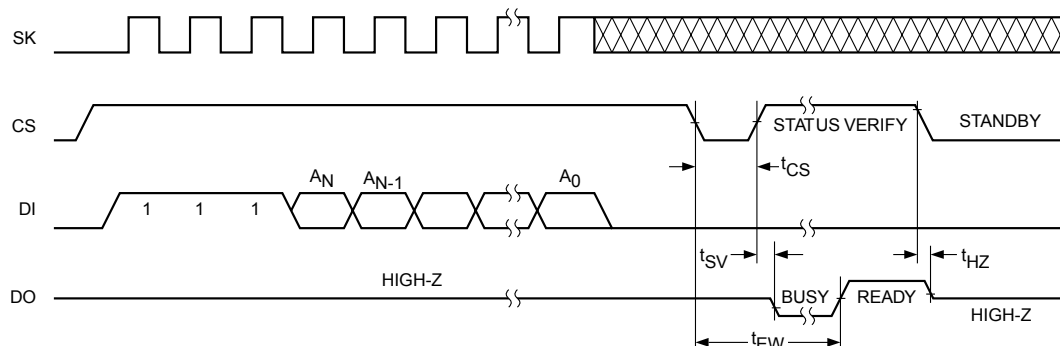 SK
CS
STATUS VERIFY
STANDBY
tCS
DI
1 1 1
AN
AN-1
A0
tSV
tHZ
DO
HIGH-Z
BUSY
READY
HIGH-Z
tEW